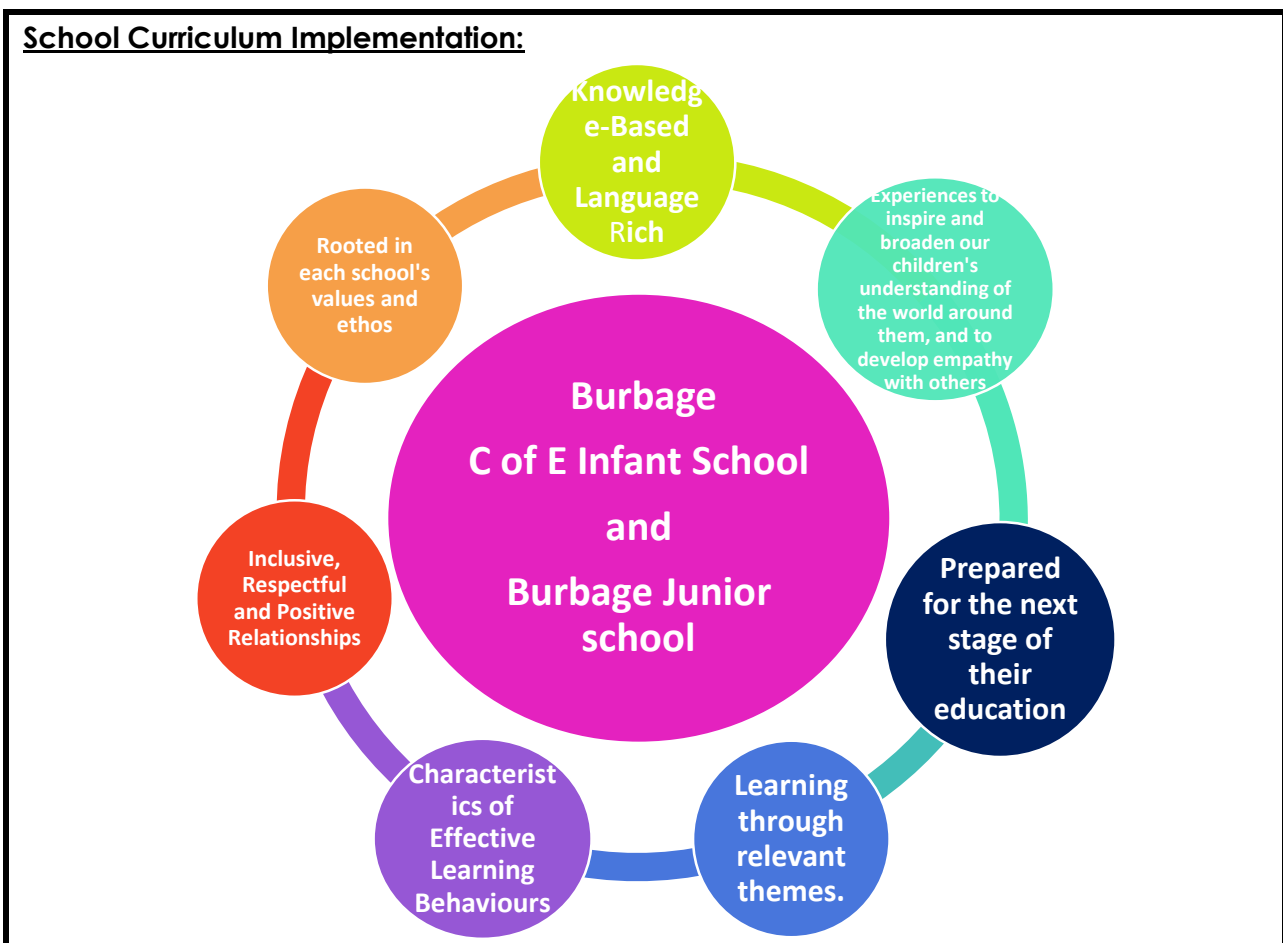 School Curriculum Implementation:
Knowledg
e-Based
and
Language
Rich
Experiences to
inspire and
broaden our
children's
understanding of
the world around
them, and to
develop empathy
with others
Prepared
for the next
stage of
their
education
Learning
through
relevant
themes.
Characterist
ics of
Effective
Learning
Behaviours
Inclusive,
Respectful
and Positive
Relationships
Rooted in
each school's
values and
ethos
Burbage
C of E Infant School
and
Burbage Junior
school